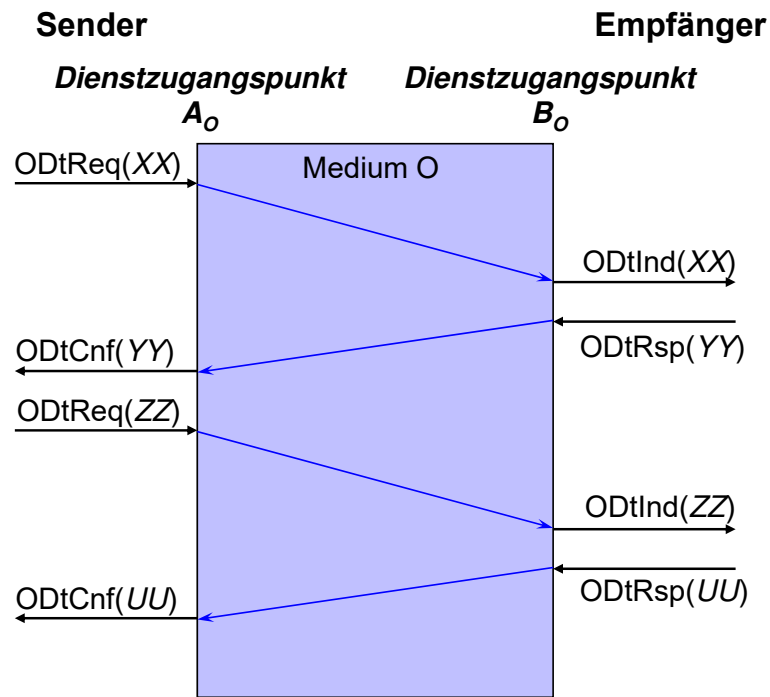 Sender
Empfänger
Dienstzugangspunkt
A_O
Dienstzugangspunkt
B_O
Medium O
ODtReq(XX)
ODtInd(XX)
ODtRsp(YY)
ODtCnf(YY)
ODtReq(ZZ)
ODtInd(ZZ)
ODtRsp(UU)
ODtCnf(UU)